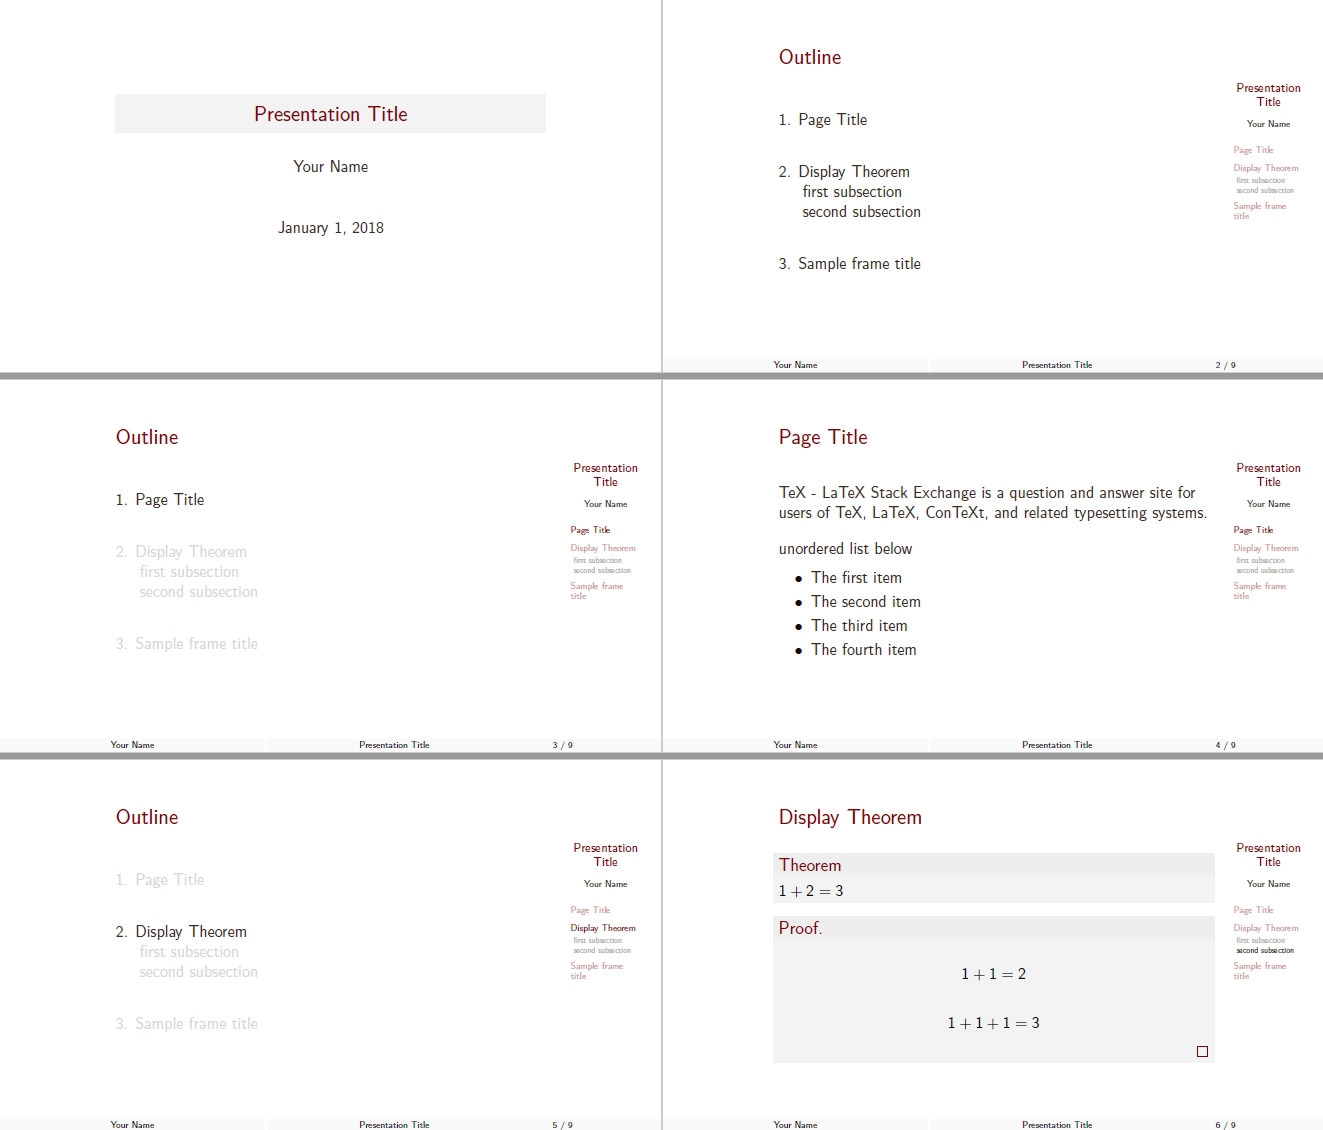 Presentation Title
Your Name
January 1, 2018
Outline
1. Page Title
2. Display Theorem
first subsection
second subsection
3. Sample frame title
Presentation
Title
Your Name
Page Title
Display Theorem
first subsection
second subsection
Sample frame
title
Your Name
Presentation Title
2 / 9
Outline
1. Page Title
2. Display Theorem
first subsection
second subsection
3. Sample frame title
Presentation
Title
Your Name
Page Title
Display Theorem
first subsection
second subsection
Sample frame
title
Your Name
Presentation Title
3 / 9
Page Title
TeX - LaTeX Stack Exchange is a question and answer site for
users of TeX, LaTeX, ConTeXt, and related typesetting systems.
unordered list below
• The first item
• The second item
• The third item
• The fourth item
Presentation
Title
Your Name
Page Title
Display Theorem
first subsection
second subsection
Sample frame
title
Your Name
Presentation Title
4 / 9
Outline
1. Page Title
2. Display Theorem
first subsection
second subsection
3. Sample frame title
Presentation
Title
Your Name
Page Title
Display Theorem
first subsection
second subsection
Sample frame
title
Your Name
Presentation Title
5 / 9
Display Theorem
Theorem
1 + 2 = 3
Proof.
1 + 1 = 2
1 + 1 + 1 = 3
Presentation
Title
Your Name
Page Title
Display Theorem
first subsection
second subsection
Sample frame
title
Your Name
Presentation Title
6 / 9